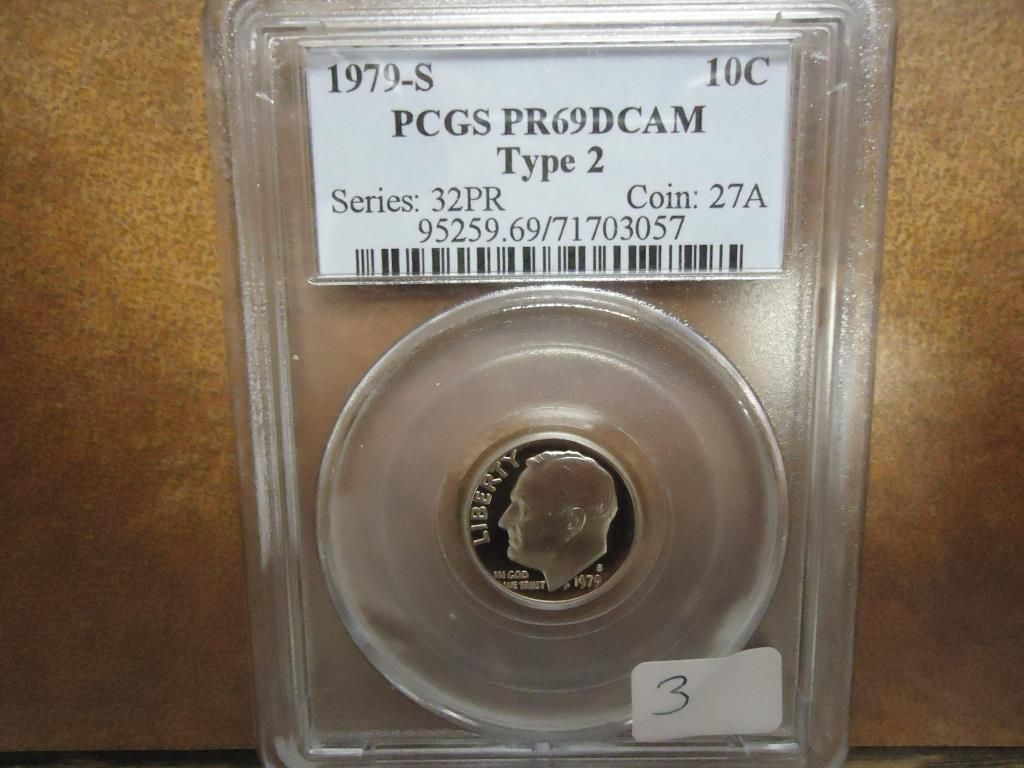 1979-S 10C
PCGS PR69DCAM
Type 2
Series: 32PR Coin: 27A
95259.69/71703057
LIBERTY
IN GOD
WE TRUST
S
1979
3